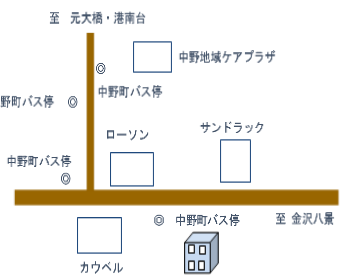 至　元大橋・港南台
中野地域ケアプラザ
中野町バス停
野町バス停
ローソン
サンドラック
中野町バス停
中野町バス停
至 金沢八景
カウベル